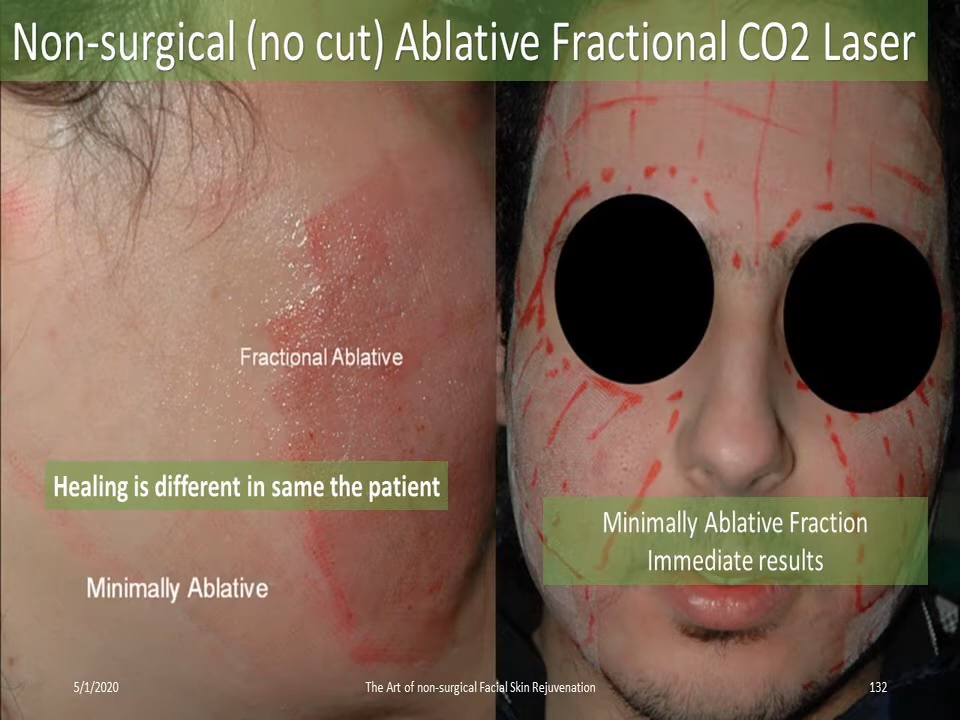 Non-surgical (no cut) Ablative Fractional CO2 Laser
Fractional Ablative
Healing is different in same the patient
Minimally Ablative
Minimally Ablative Fraction
Immediate results
5/1/2020
The Art of non-surgical Facial Skin Rejuvenation
132